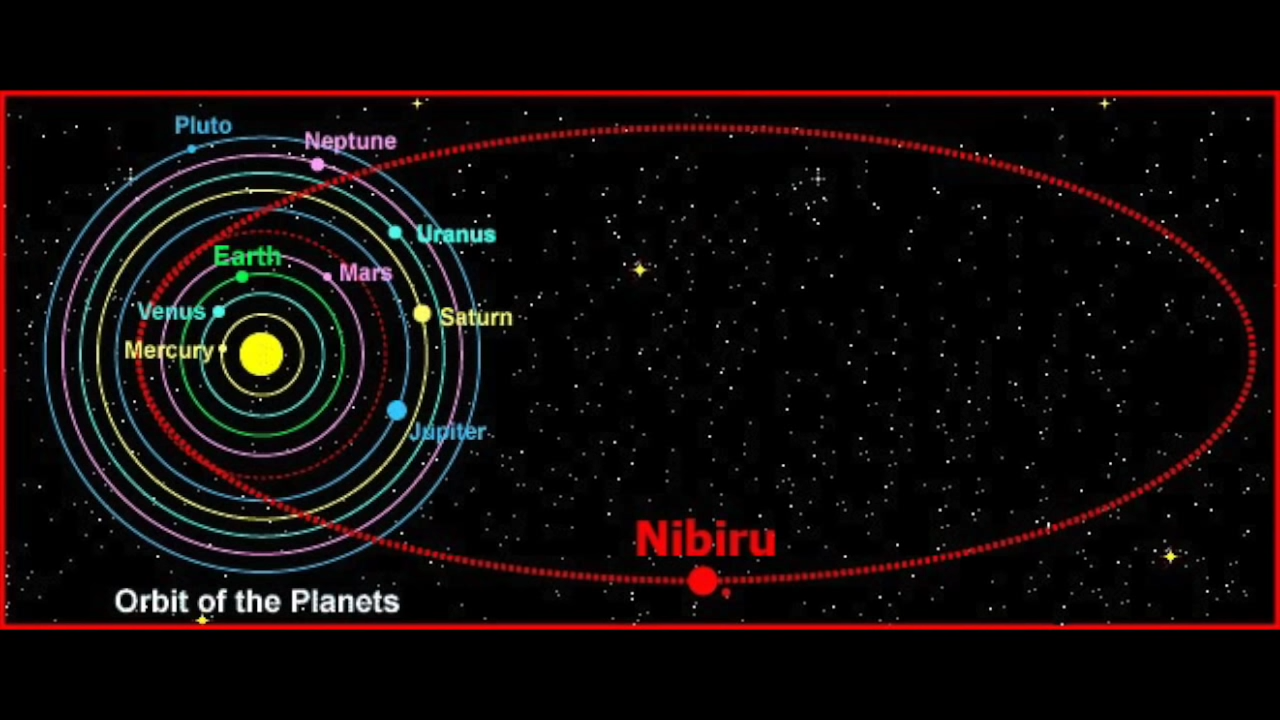 Pluto
Neptune
Uranus
Earth
Mars
Venus
Saturn
Mercury
Jupiter
Nibiru
Orbit of the Planets